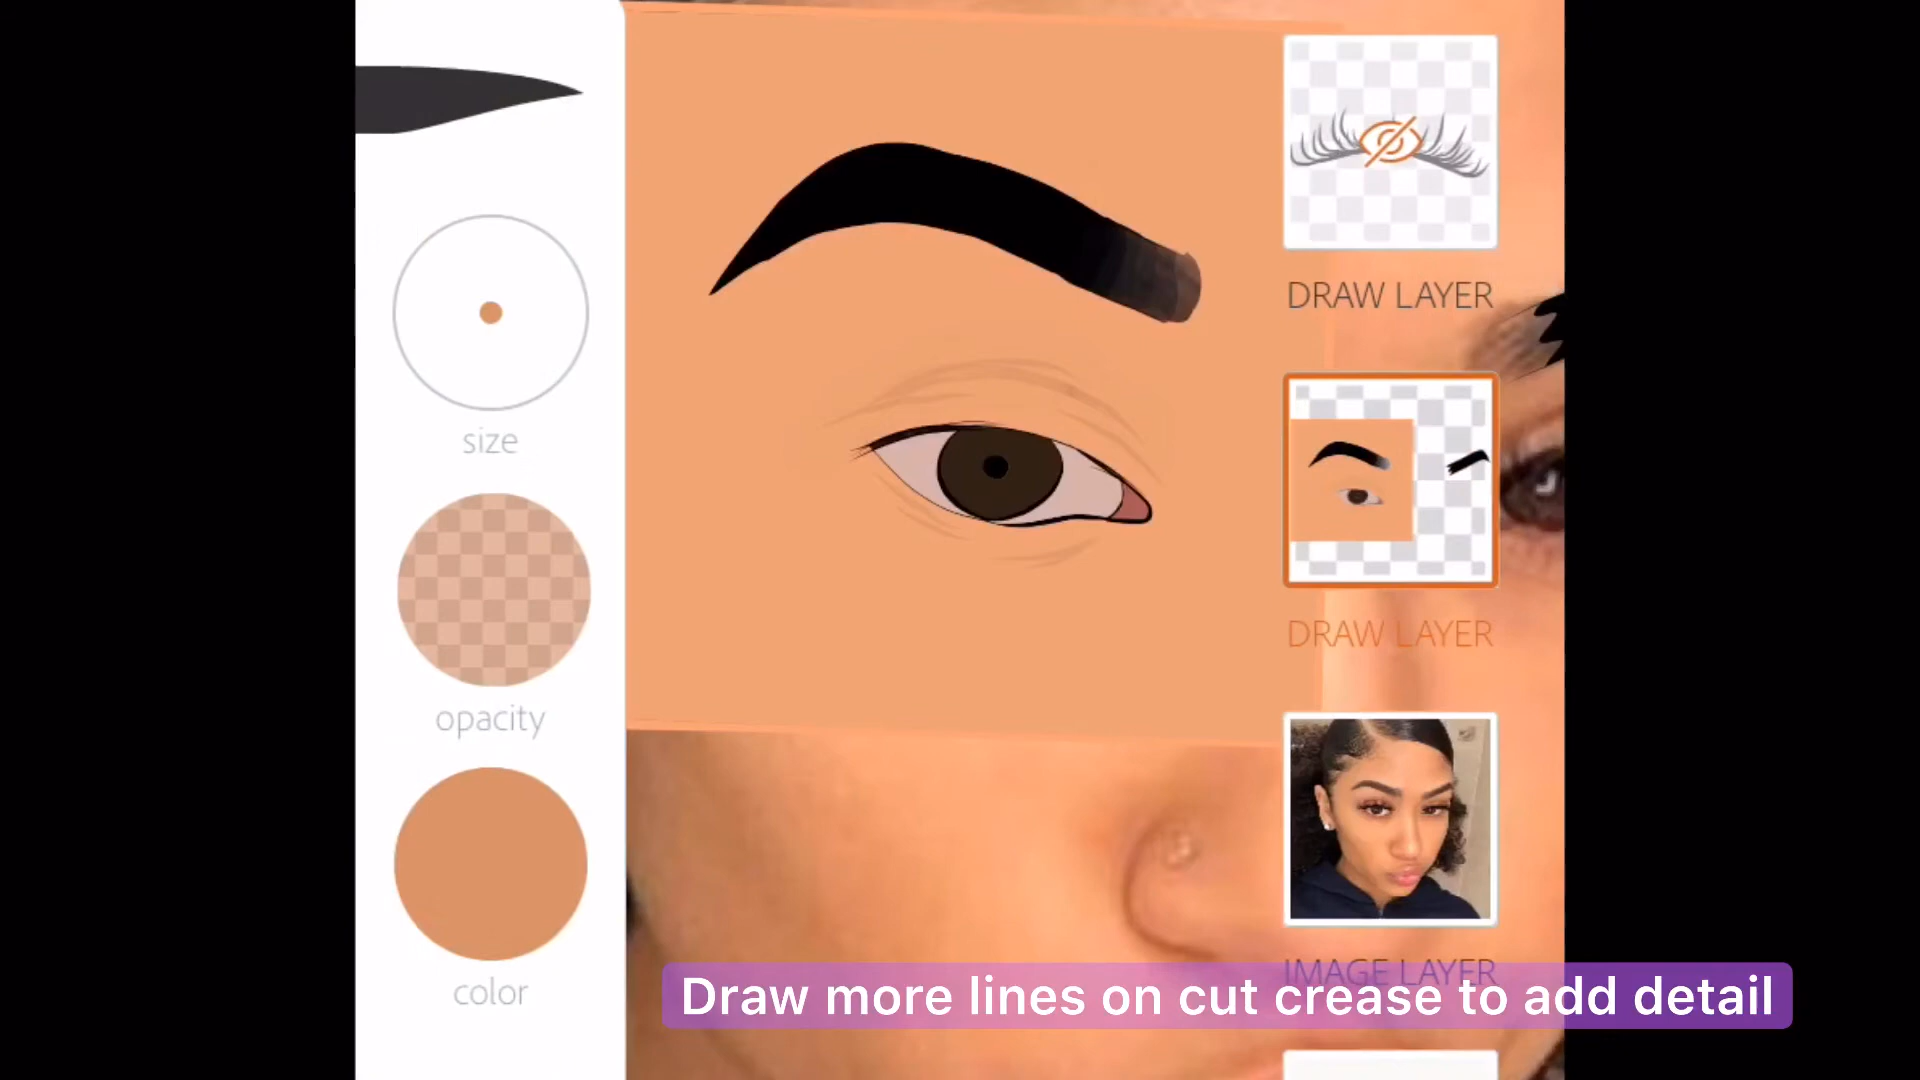 size
opacity
color
DRAW LAYER
DRAW LAYER
IMAGE LAYER
Draw more lines on cut crease to add detail